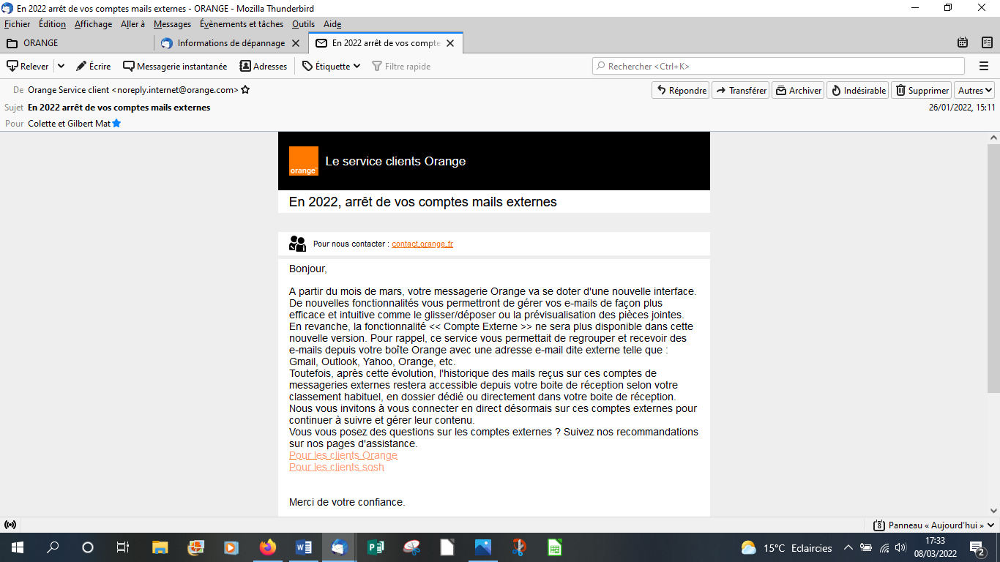 En 2022 arrêt de vos comptes mails externes - ORANGE - Mozilla Thunderbird
Fichier Édition Affichage Aller à Messages Évènements et tâches Outils Aide
ORANGE Informations de dépannage En 2022 arrêt de vos compte
Relever Écrire Messagerie instantanée Adresses Étiquette Filtre rapide Rechercher <Ctrl+K>
De Orange Service client <noreply.internet@orange.com> Répondre Transférer Archiver Indésirable Supprimer Autres
Sujet En 2022 arrêt de vos comptes mails externes 26/01/2022, 15:11
Pour Colette et Gilbert Mat
orange™ Le service clients Orange
En 2022, arrêt de vos comptes mails externes
Pour nous contacter : contact.orange.fr
Bonjour,
A partir du mois de mars, votre messagerie Orange va se doter d'une nouvelle interface.
De nouvelles fonctionnalités vous permettront de gérer vos e-mails de façon plus
efficace et intuitive comme le glisser/déposer ou la prévisualisation des pièces jointes.
En revanche, la fonctionnalité << Compte Externe >> ne sera plus disponible dans cette
nouvelle version. Pour rappel, ce service vous permettait de regrouper et recevoir des
e-mails depuis votre boîte Orange avec une adresse e-mail dite externe telle que :
Gmail, Outlook, Yahoo, Orange, etc.
Toutefois, après cette évolution, l'historique des mails reçus sur ces comptes de
messageries externes restera accessible depuis votre boite de réception selon votre
classement habituel, en dossier dédié ou directement dans votre boite de réception.
Nous vous invitons à vous connecter en direct désormais sur ces comptes externes pour
continuer à suivre et gérer leur contenu.
Vous vous posez des questions sur les comptes externes ? Suivez nos recommandations
sur nos pages d'assistance.
Pour les clients Orange
Pour les clients sosh
Merci de votre confiance.
8 Panneau « Aujourd'hui »
15°C Eclaircies 17:33
08/03/2022 2